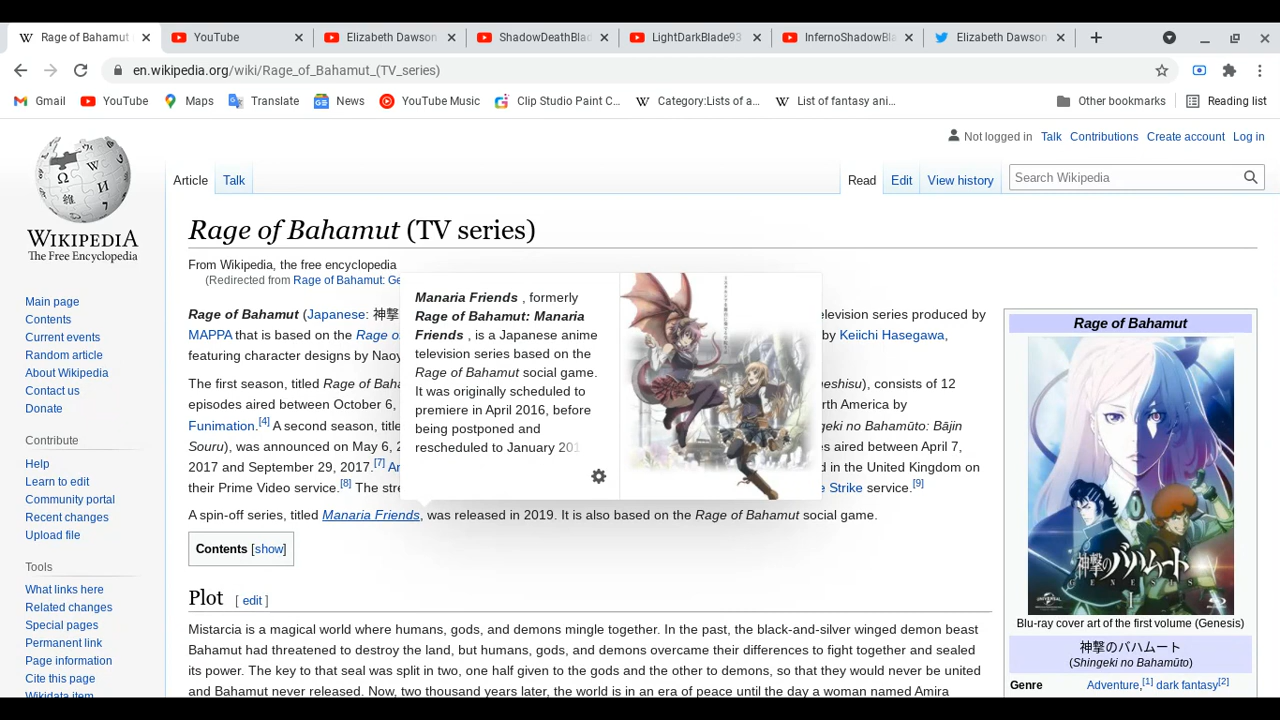 Rage of Bahamut
YouTube
Elizabeth Dawson
ShadowDeathBlad
LightDarkBlade93
InfernoShadowBla
Elizabeth Dawson
en.wikipedia.org/wiki/Rage_of_Bahamut_(TV_series)
Gmail
YouTube
Maps
Translate
News
YouTube Music
Clip Studio Paint C...
Category:Lists of a...
List of fantasy ani...
Other bookmarks
Reading list
Not logged in Talk Contributions Create account Log in
Article Talk
Read Edit View history
Search Wikipedia
WIKIPEDIA
The Free Encyclopedia
Main page
Contents
Current events
Random article
About Wikipedia
Contact us
Donate
Contribute
Help
Learn to edit
Community portal
Recent changes
Upload file
Tools
What links here
Related changes
Special pages
Permanent link
Page information
Cite this page
Wikidata item
Rage of Bahamut (TV series)
From Wikipedia, the free encyclopedia
(Redirected from Rage of Bahamut: Ge
Rage of Bahamut (Japanese: 神撃 levision series produced by
MAPPA that is based on the Rage o by Keiichi Hasegawa,
featuring character designs by Naoy
The first season, titled Rage of Baha neshisu), consists of 12
episodes aired between October 6, rth America by
Funimation.[4] A second season, title geki no Bahamūto: Bājin
Souru), was announced on May 6, 2 es aired between April 7,
2017 and September 29, 2017.[7] An d in the United Kingdom on
their Prime Video service.[8] The stre e Strike service.[9]
Manaria Friends , formerly
Rage of Bahamut: Manaria
Friends , is a Japanese anime
television series based on the
Rage of Bahamut social game.
It was originally scheduled to
premiere in April 2016, before
being postponed and
rescheduled to January 201
A spin-off series, titled Manaria Friends, was released in 2019. It is also based on the Rage of Bahamut social game.
Contents [show]
Plot [ edit ]
Mistarcia is a magical world where humans, gods, and demons mingle together. In the past, the black-and-silver winged demon beast
Bahamut had threatened to destroy the land, but humans, gods, and demons overcame their differences to fight together and sealed
its power. The key to that seal was split in two, one half given to the gods and the other to demons, so that they would never be united
and Bahamut never released. Now, two thousand years later, the world is in an era of peace until the day a woman named Amira
Rage of Bahamut
神撃のバハムート
GENESIS
I
UNIVERSAL
Blu-ray cover art of the first volume (Genesis)
神撃のバハムート
(Shingeki no Bahamūto)
Genre Adventure,[1] dark fantasy[2]